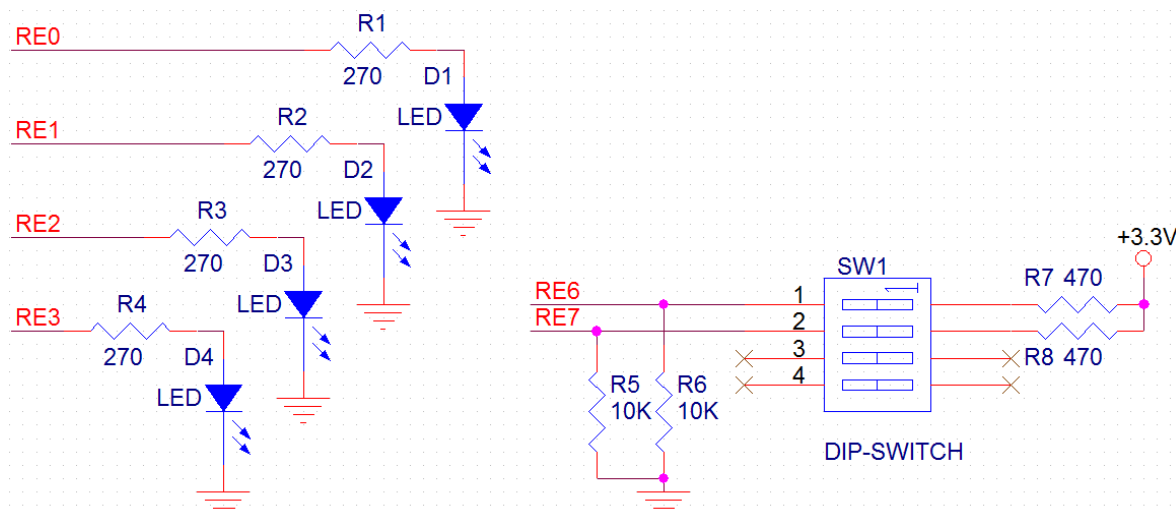 RE0
R1
270
D1
LED
RE1
R2
270
D2
LED
RE2
R3
270
D3
LED
RE3
R4
270
D4
LED
+3.3V
SW1
1
R7 470
RE6
1
RE7
2
3
R8 470
4
R5
10K
R6
10K
DIP-SWITCH